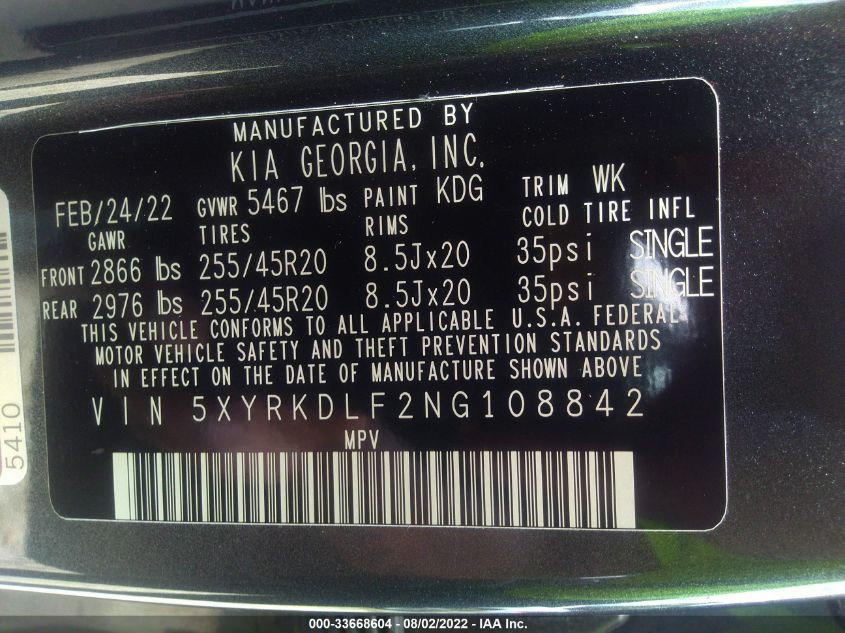 MANUFACTURED BY
KIA GEORGIA, INC.
FEB/24/22 GVWR 5467 lbs PAINT KDG TRIM WK
GAWR TIRES RIMS COLD TIRE INFL
FRONT 2866 lbs 255/45R20 8.5Jx20 35psi SINGLE
REAR 2976 lbs 255/45R20 8.5Jx20 35psi SINGLE
THIS VEHICLE CONFORMS TO ALL APPLICABLE U.S.A. FEDERAL
MOTOR VEHICLE SAFETY AND THEFT PREVENTION STANDARDS
IN EFFECT ON THE DATE OF MANUFACTURE SHOWN ABOVE
VIN 5XYRKDLF2NG108842
MPV
5410
000-33668604 - 08/02/2022 - IAA Inc.